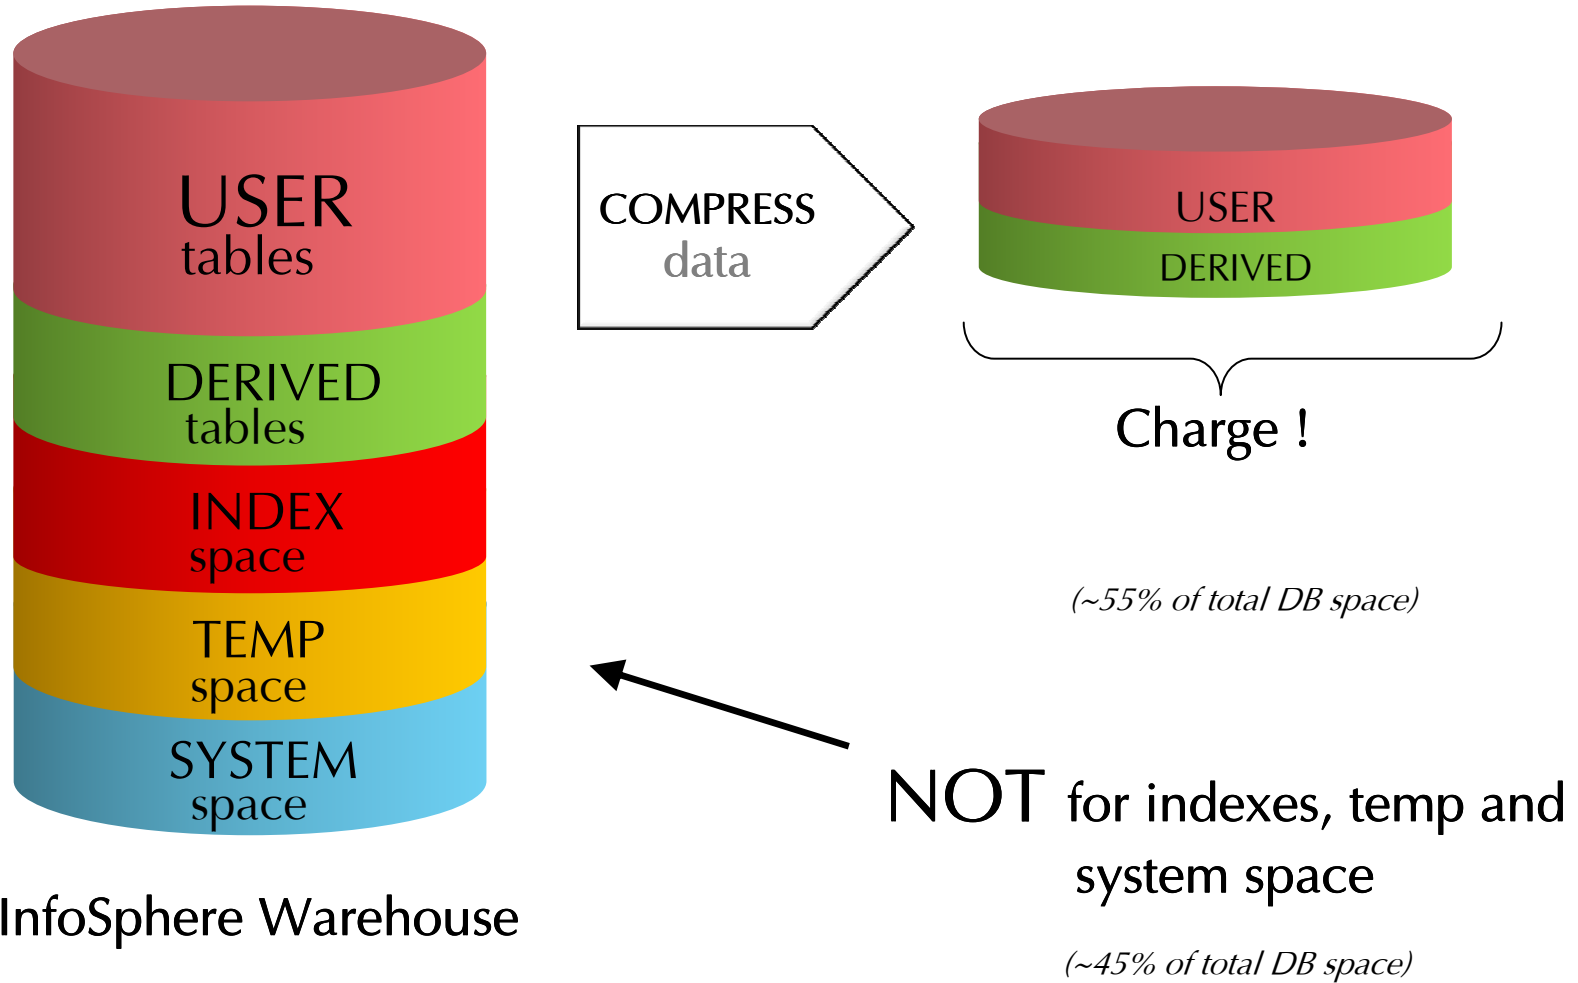 USER
tables
DERIVED
tables
INDEX
space
TEMP
space
SYSTEM
space
InfoSphere Warehouse
COMPRESS
data
USER
DERIVED
Charge !
(~55% of total DB space)
NOT for indexes, temp and
system space
(~45% of total DB space)